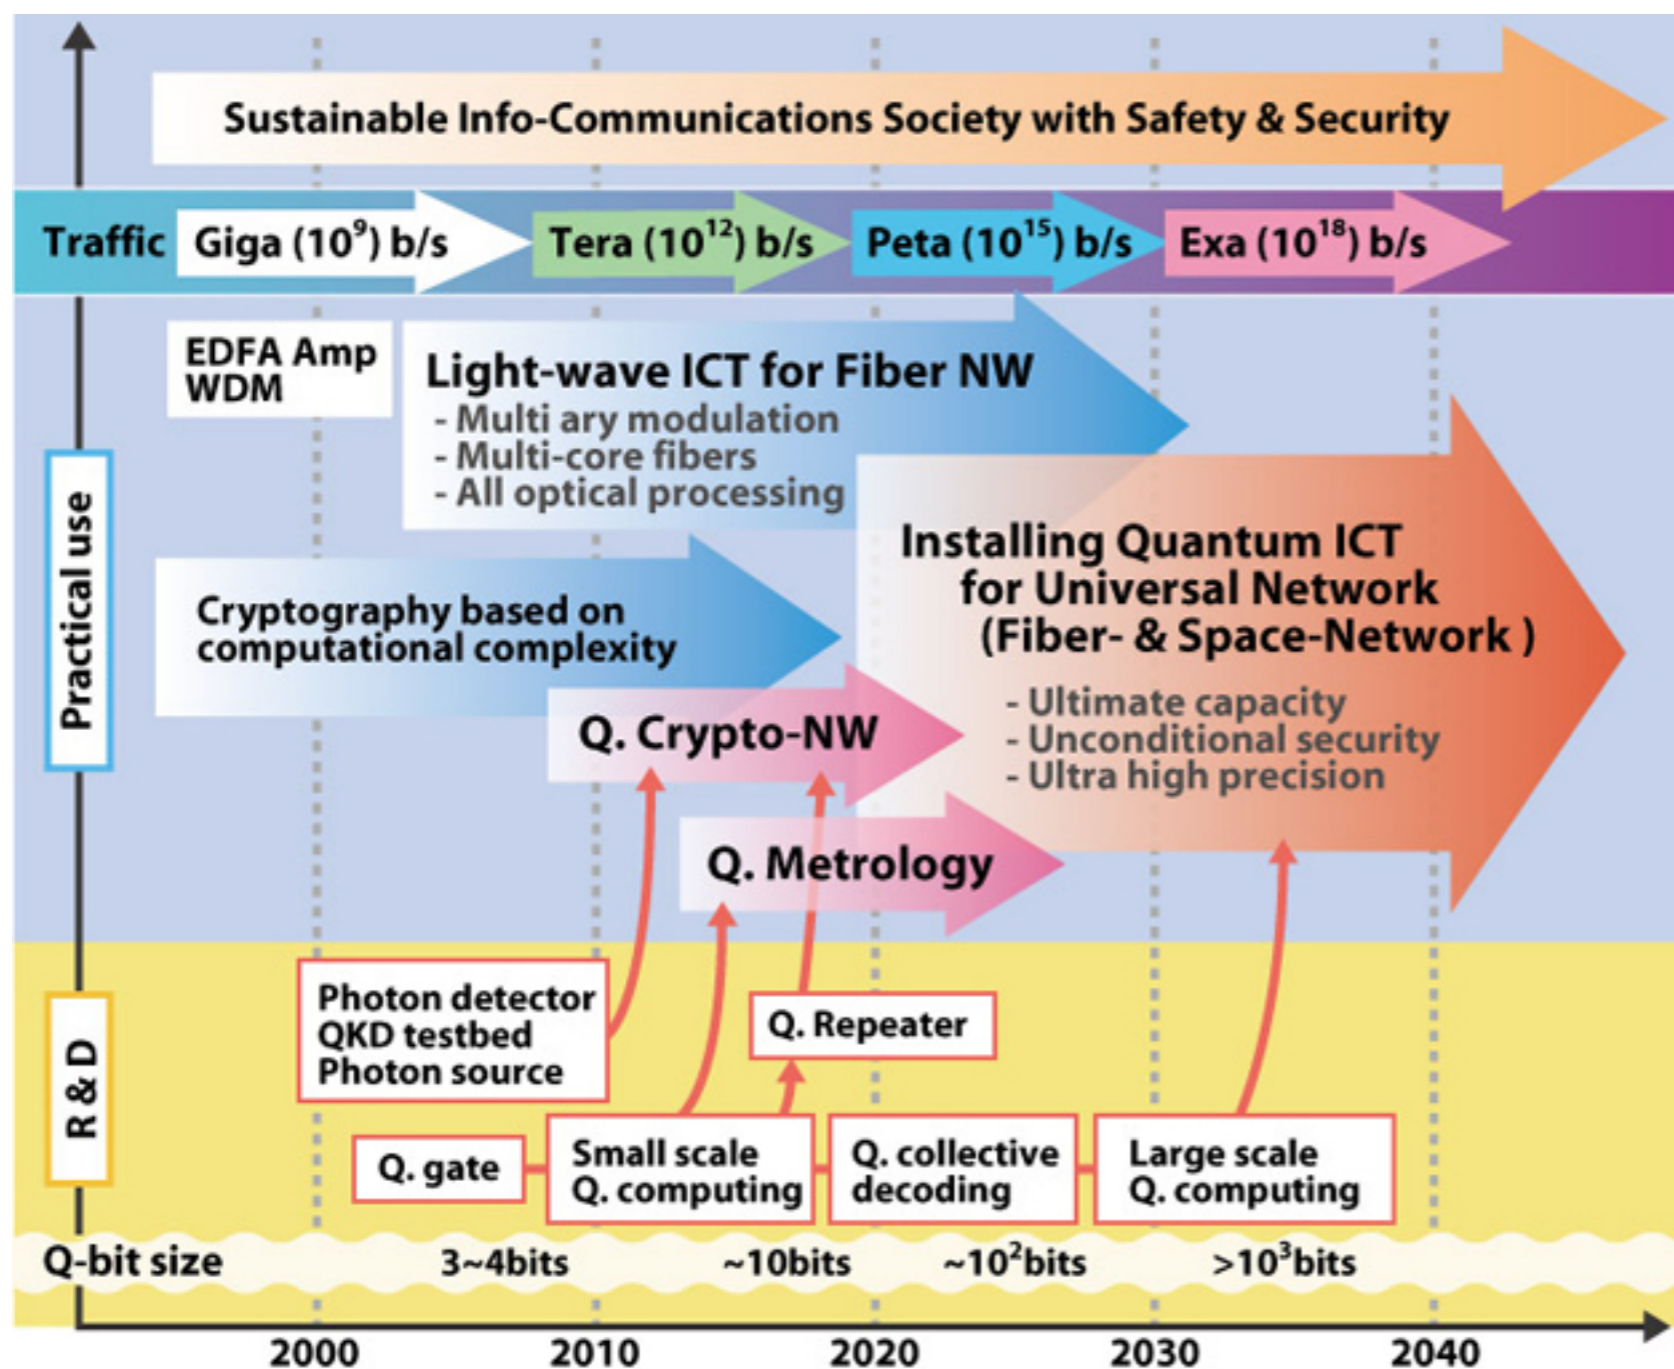 Sustainable Info-Communications Society with Safety & Security
Traffic
Giga (10⁹) b/s
Tera (10¹²) b/s
Peta (10¹⁵) b/s
Exa (10¹⁸) b/s
EDFA Amp
WDM
Light-wave ICT for Fiber NW
- Multi ary modulation
- Multi-core fibers
- All optical processing
Practical use
Installing Quantum ICT
for Universal Network
(Fiber- & Space-Network )
- Ultimate capacity
- Unconditional security
- Ultra high precision
Cryptography based on
computational complexity
Q. Crypto-NW
Q. Metrology
R & D
Photon detector
QKD testbed
Photon source
Q. Repeater
Q. gate
Small scale
Q. computing
Q. collective
decoding
Large scale
Q. computing
Q-bit size
3~4bits
~10bits
~10²bits
>10³bits
2000
2010
2020
2030
2040